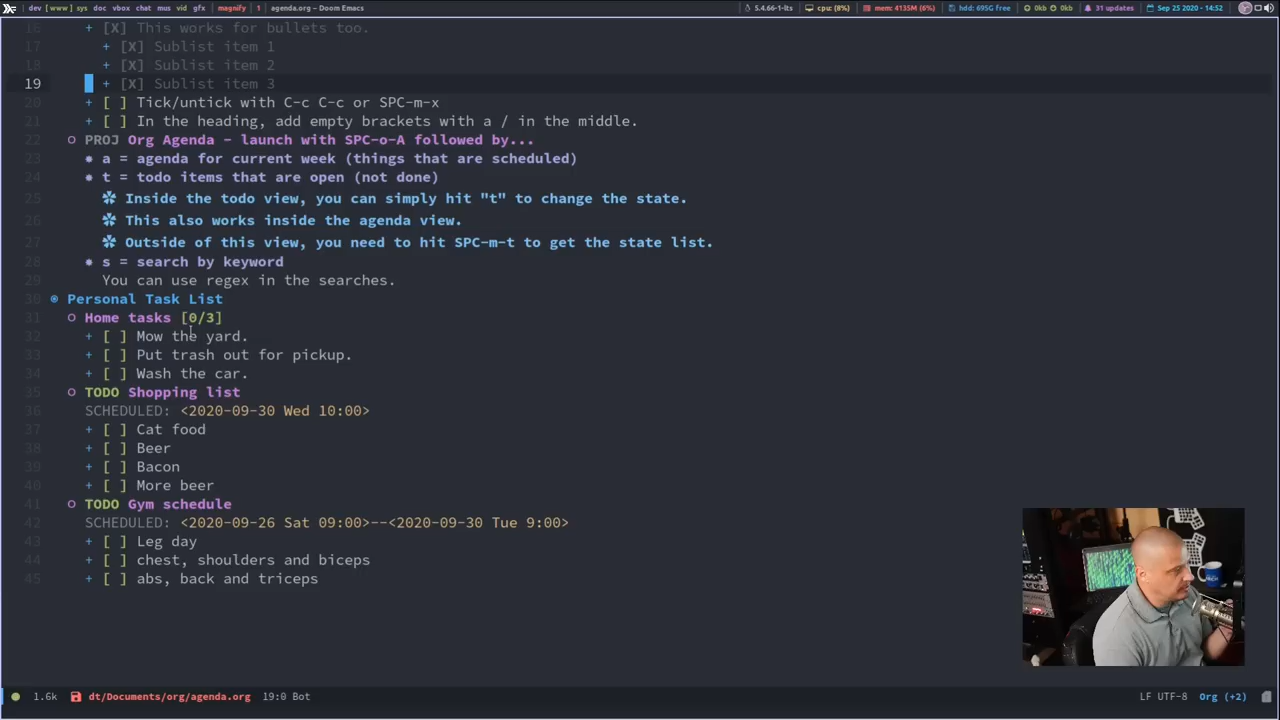 dev [ www ] sys doc vbox chat mus vid gfx | magnify | 1 | agenda.org – Doom Emacs 5.4.66-1-lts cpu: (8%) mem: 4135M (6%) hdd: 695G free 0kb 0kb 31 updates Sep 25 2020 - 14:52
16 + [X] This works for bullets too.
17 + [X] Sublist item 1
18 + [X] Sublist item 2
19 + [X] Sublist item 3
20 + [ ] Tick/untick with C-c C-c or SPC-m-x
21 + [ ] In the heading, add empty brackets with a / in the middle.
22 PROJ Org Agenda – launch with SPC-o-A followed by...
23 a = agenda for current week (things that are scheduled)
24 t = todo items that are open (not done)
25 Inside the todo view, you can simply hit "t" to change the state.
26 This also works inside the agenda view.
27 Outside of this view, you need to hit SPC-m-t to get the state list.
28 s = search by keyword
29 You can use regex in the searches.
30 Personal Task List
31 Home tasks [0/3]
32 + [ ] Mow the yard.
33 + [ ] Put trash out for pickup.
34 + [ ] Wash the car.
35 TODO Shopping list
36 SCHEDULED: <2020-09-30 Wed 10:00>
37 + [ ] Cat food
38 + [ ] Beer
39 + [ ] Bacon
40 + [ ] More beer
41 TODO Gym schedule
42 SCHEDULED: <2020-09-26 Sat 09:00>--<2020-09-30 Tue 9:00>
43 + [ ] Leg day
44 + [ ] chest, shoulders and biceps
45 + [ ] abs, back and triceps
1.6k dt/Documents/org/agenda.org 19:0 Bot LF UTF-8 Org (+2)